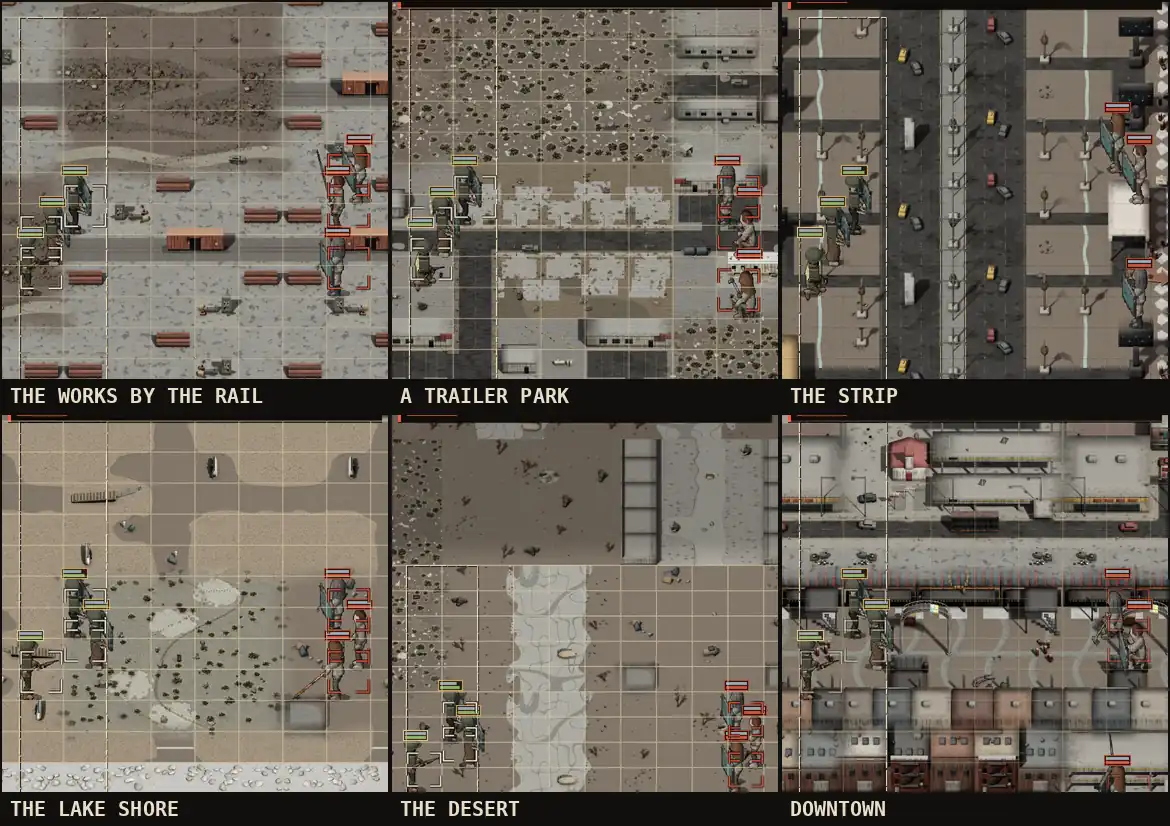 THE WORKS BY THE RAIL
A TRAILER PARK
THE STRIP
THE LAKE SHORE
THE DESERT
DOWNTOWN